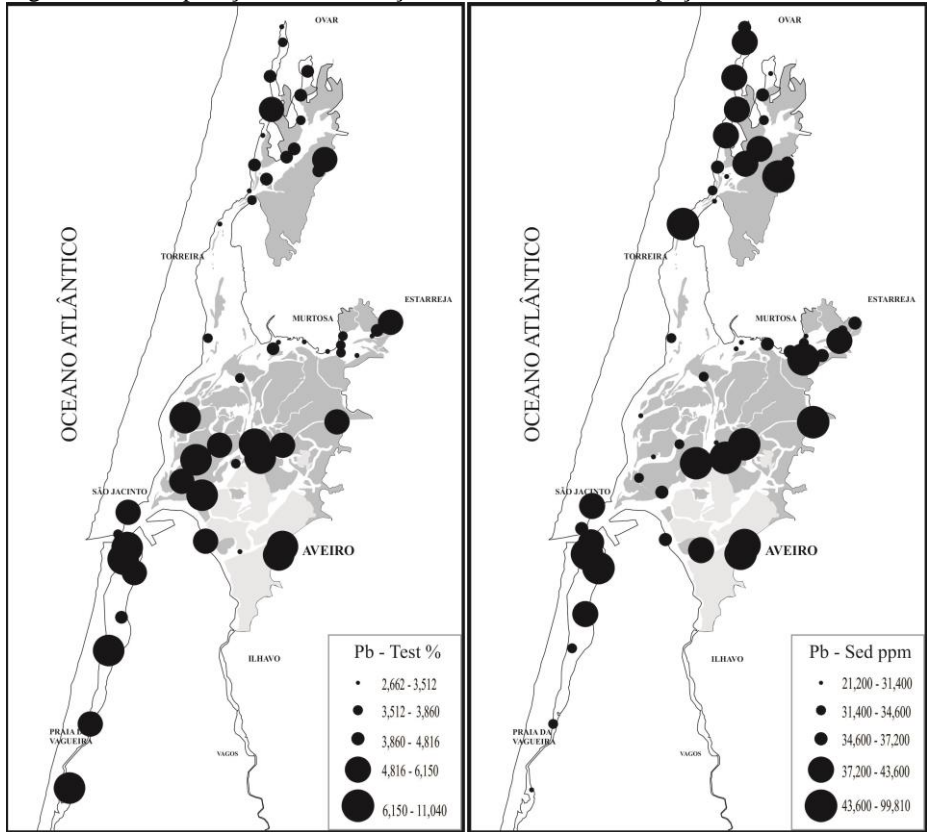 OVAR
OCEANO ATLÂNTICO
TORREIRA
ESTARREJA
MURTOSA
SÃO JACINTO
AVEIRO
ILHAVO
PRAIA DA
VAGUEIRA
VAGOS
Pb - Test %
2,662 - 3,512
3,512 - 3,860
3,860 - 4,816
4,816 - 6,150
6,150 - 11,040
OVAR
OCEANO ATLÂNTICO
TORREIRA
ESTARREJA
MURTOSA
SÃO JACINTO
AVEIRO
ILHAVO
PRAIA DA
VAGUEIRA
VAGOS
Pb - Sed ppm
21,200 - 31,400
31,400 - 34,600
34,600 - 37,200
37,200 - 43,600
43,600 - 99,810